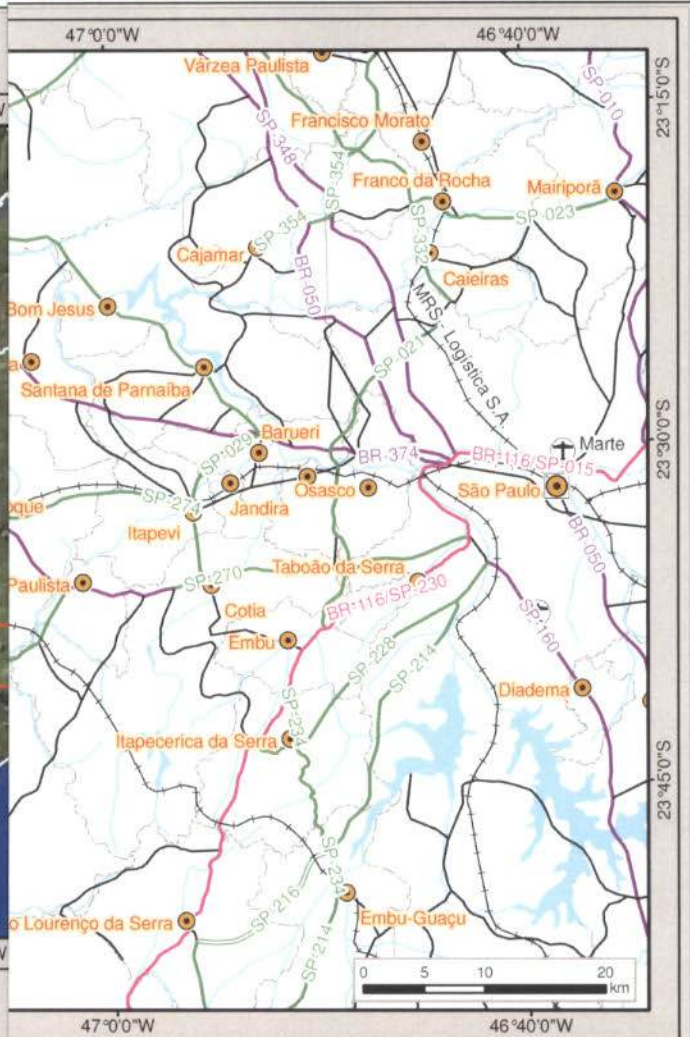 47°0'0"W
46°40'0"W
Várzea Paulista
SP-010
23°15'0"S
Francisco Morato
SP-348
SP-354
Franco da Rocha
Mairiporã
SP-023
SP-354
Cajamar
SP-332
BR-050
Caieiras
MRS - Logística S.A.
Bom Jesus
SP-021
a
Santana de Parnaíba
Barueri
SP-029
BR-374
BR-116/SP-015
Marte
23°30'0"S
Osasco
São Paulo
SP-274
oque
Jandira
Itapevi
BR-050
Taboão da Serra
Paulista
SP-270
BR-116/SP-230
Cotia
SP-160
Embu
SP-228
SP-214
Diadema
SP-234
Itapecerica da Serra
23°45'0"S
SP-234
SP-216
Embu-Guaçu
o Lourenço da Serra
SP-214
0 5 10 20
km
47°0'0"W
46°40'0"W
W
W